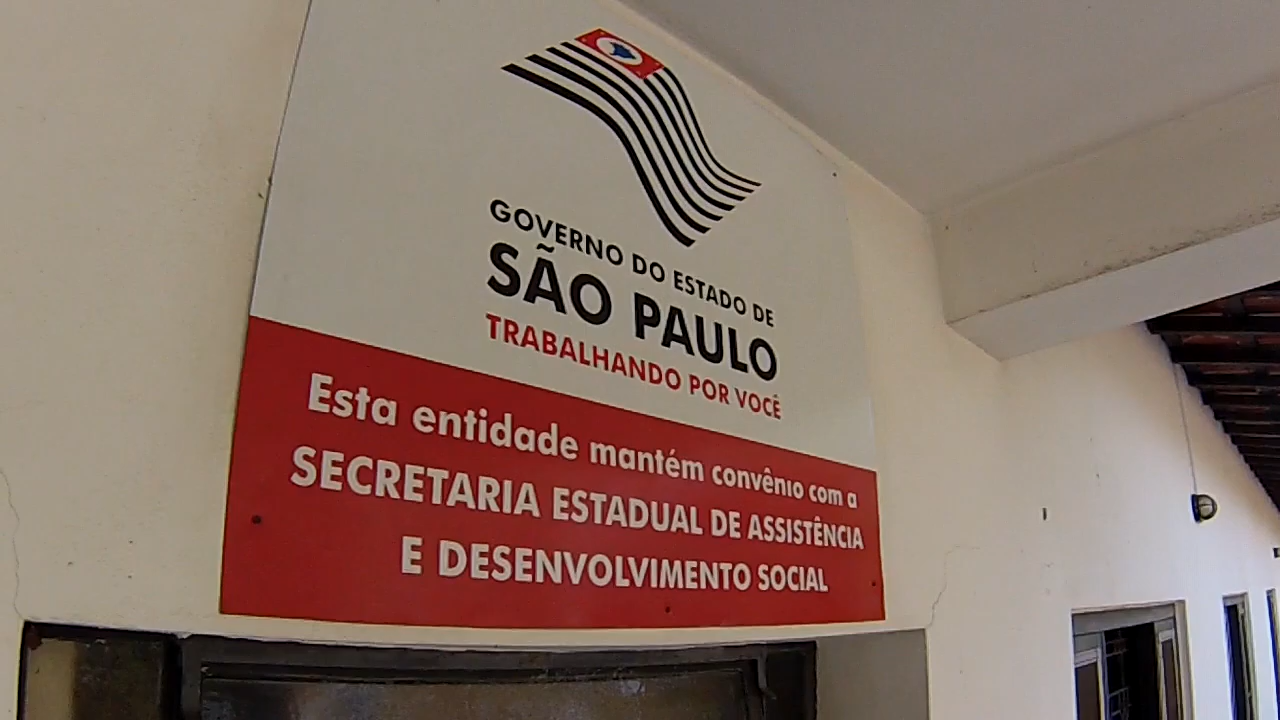 GOVERNO DO ESTADO DE
SÃO PAULO
TRABALHANDO POR VOCÊ
Esta entidade mantém convênio com a
SECRETARIA ESTADUAL DE ASSISTÊNCIA
E DESENVOLVIMENTO SOCIAL